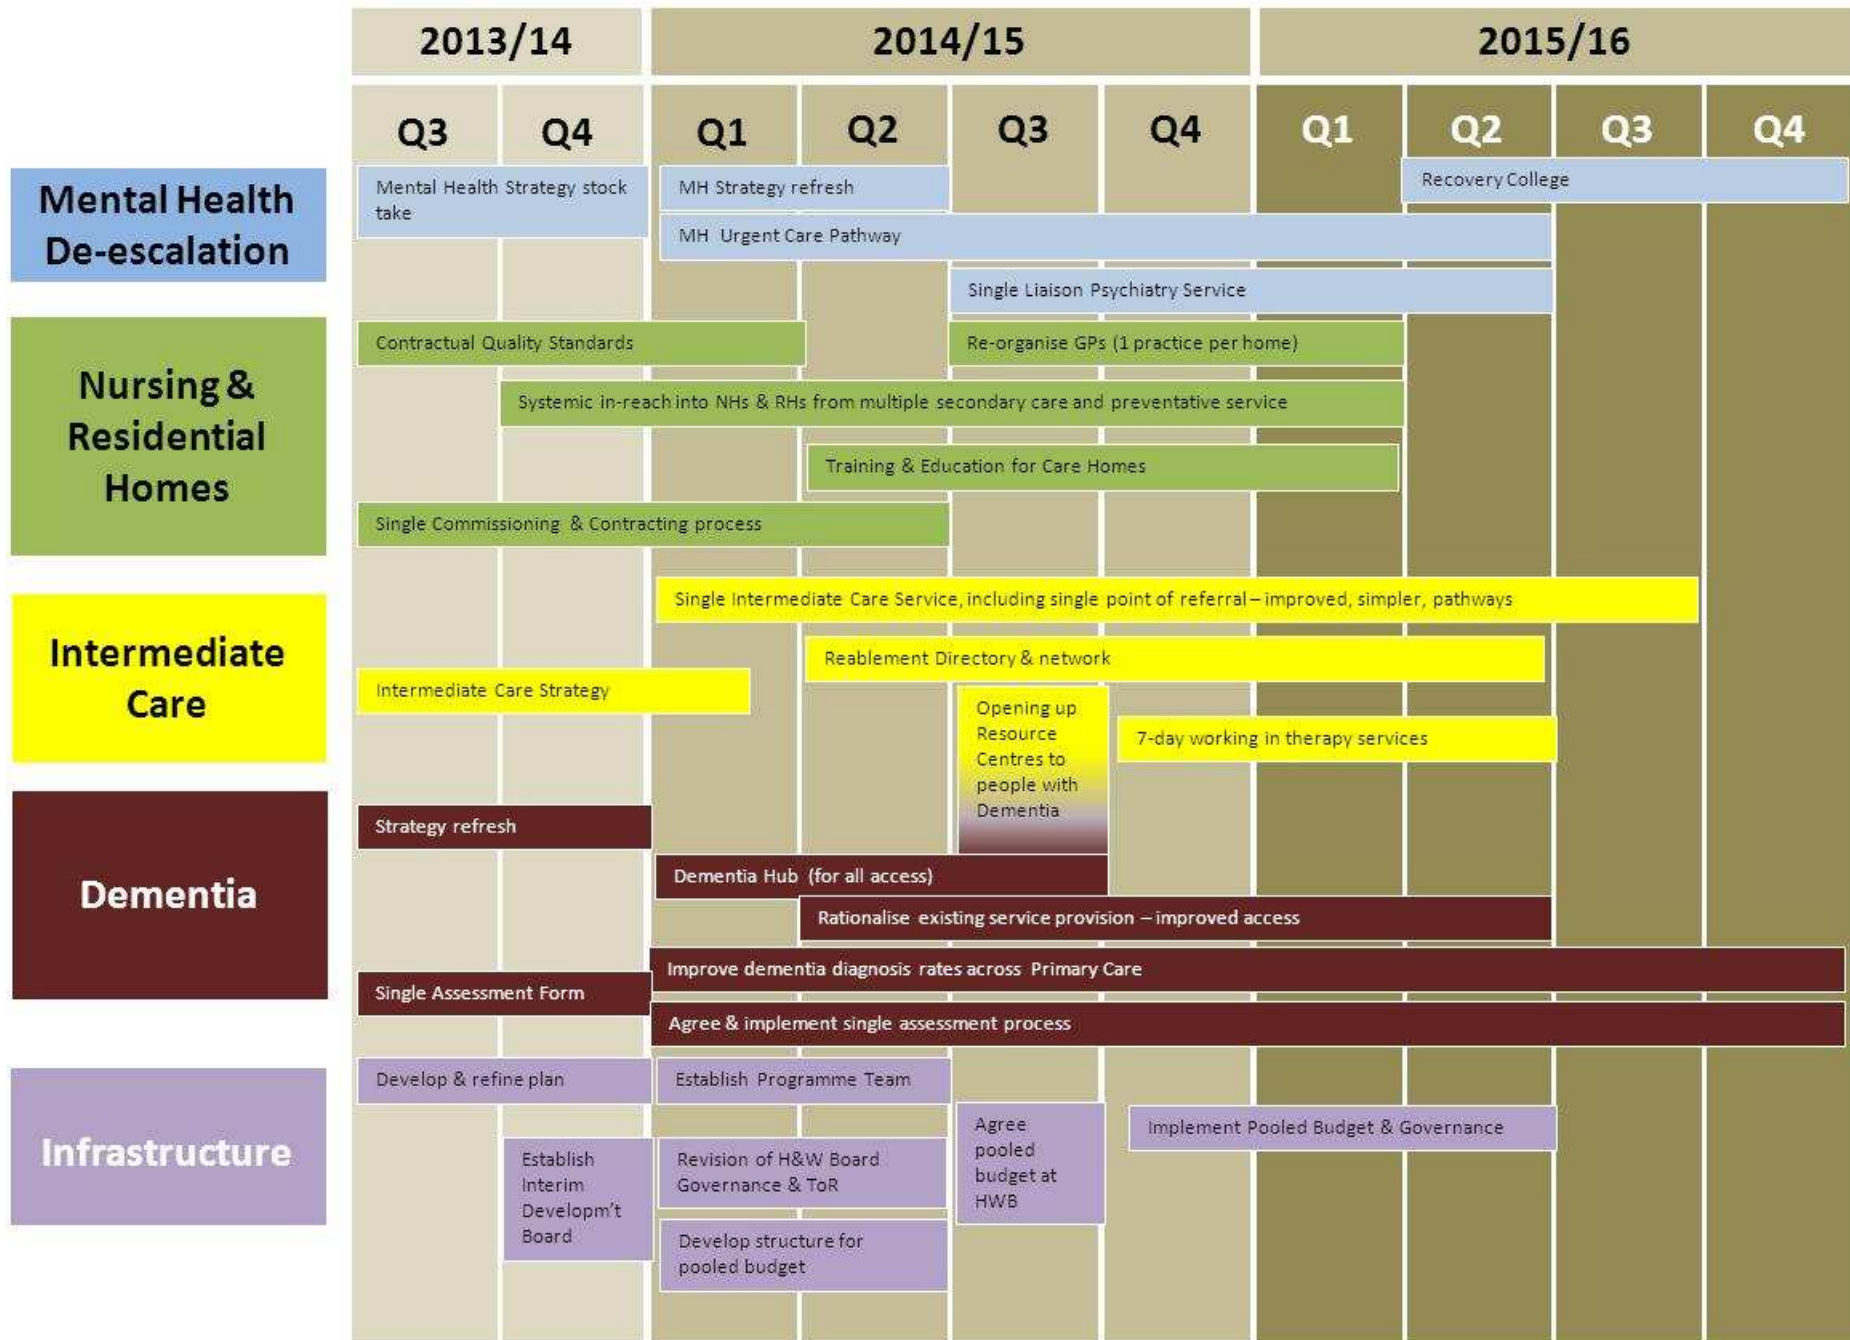 2013/14
2014/15
2015/16
Q3
Q4
Q1
Q2
Q3
Q4
Q1
Q2
Q3
Q4
Mental Health
De-escalation
Mental Health Strategy stock
take
MH Strategy refresh
Recovery College
MH Urgent Care Pathway
Single Liaison Psychiatry Service
Nursing &
Residential
Homes
Contractual Quality Standards
Re-organise GPs (1 practice per home)
Systemic in-reach into NHs & RHs from multiple secondary care and preventative service
Training & Education for Care Homes
Single Commissioning & Contracting process
Intermediate
Care
Single Intermediate Care Service, including single point of referral – improved, simpler, pathways
Reablement Directory & network
Intermediate Care Strategy
Opening up
Resource
Centres to
people with
Dementia
7-day working in therapy services
Dementia
Strategy refresh
Dementia Hub (for all access)
Rationalise existing service provision – improved access
Improve dementia diagnosis rates across Primary Care
Single Assessment Form
Agree & implement single assessment process
Infrastructure
Develop & refine plan
Establish Programme Team
Establish
Interim
Developm't
Board
Revision of H&W Board
Governance & ToR
Develop structure for
pooled budget
Agree
pooled
budget at
HWB
Implement Pooled Budget & Governance